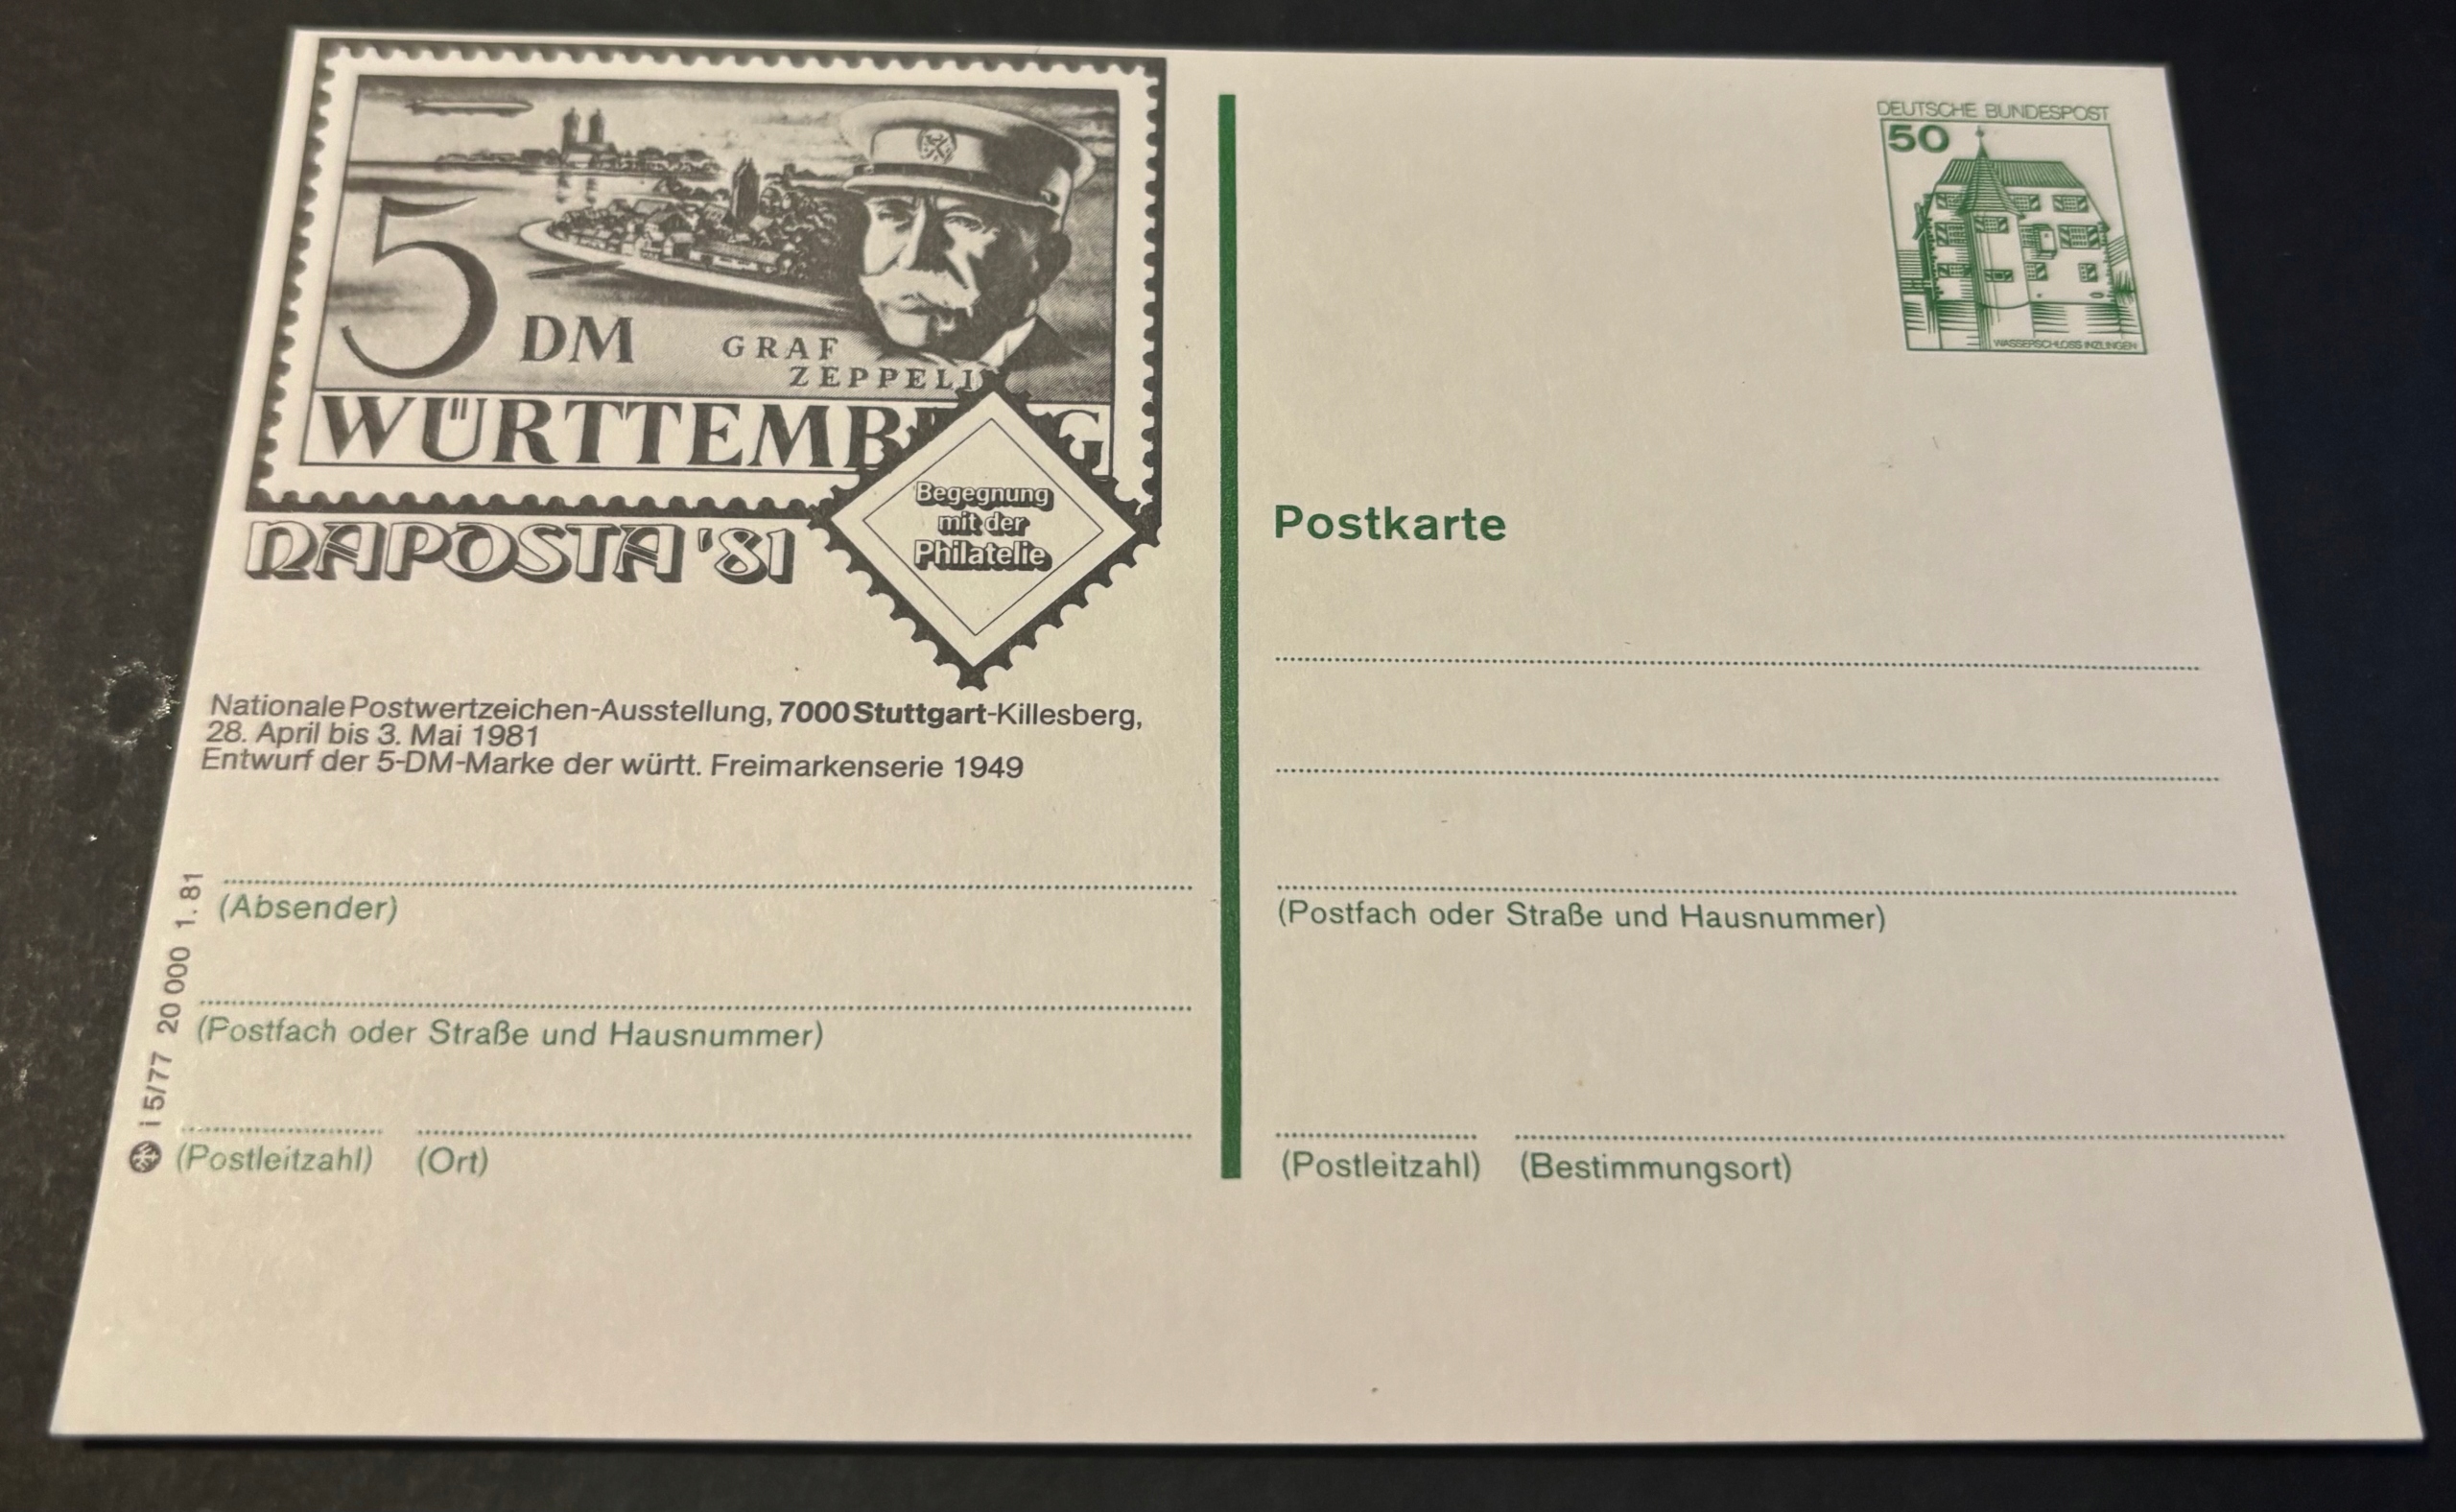 5 DM
GRAF
ZEPPELI
WÜRTTEMB G
NAPOSTA '81
Begegnung
mit der
Philatelie
Nationale Postwertzeichen-Ausstellung, 7000 Stuttgart-Killesberg,
28. April bis 3. Mai 1981
Entwurf der 5-DM-Marke der württ. Freimarkenserie 1949
(Absender)
(Postfach oder Straße und Hausnummer)
(Postleitzahl) (Ort)
i 5/77 20 000 1. 81
DEUTSCHE BUNDESPOST
50
WASSERSCHLOSS INZLINGEN
Postkarte
(Postfach oder Straße und Hausnummer)
(Postleitzahl) (Bestimmungsort)